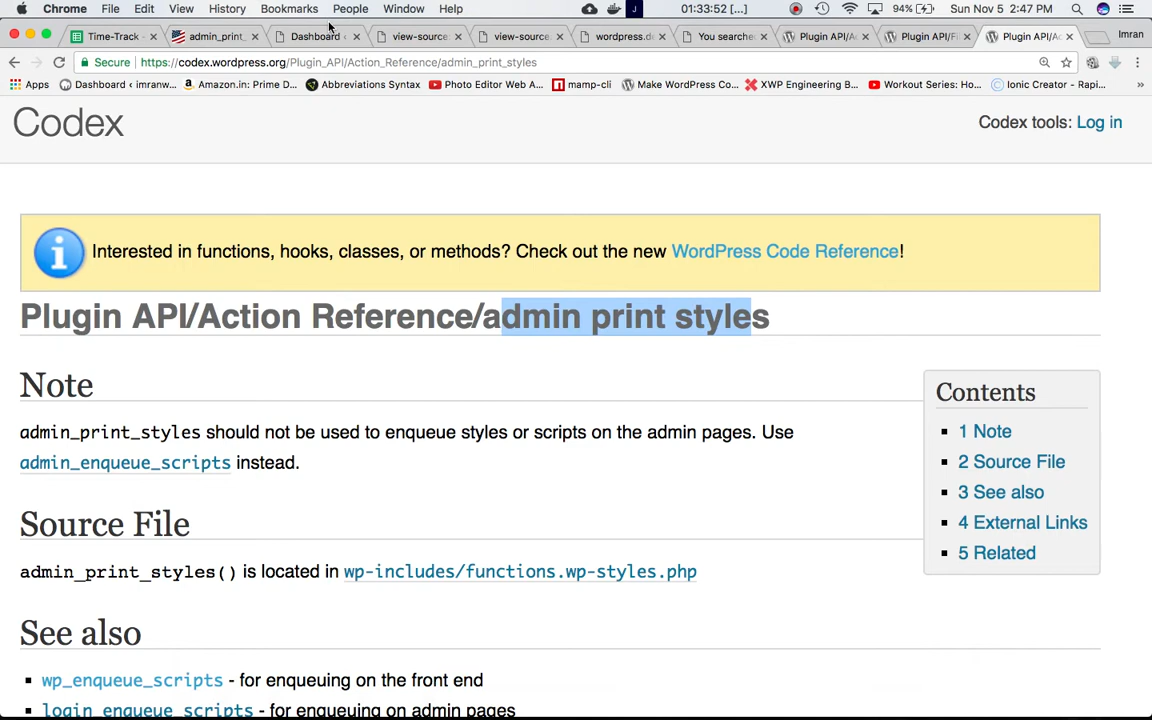 Chrome File Edit View History Bookmarks People Window Help 01:33:52 [...] 94% Sun Nov 5 2:47 PM
Time-Track - admin_print_ Dashboard ‹ view-source: view-source: wordpress.de You searche Plugin API/Ac Plugin API/Fi Plugin API/Ac Imran
Secure https://codex.wordpress.org/Plugin_API/Action_Reference/admin_print_styles
Apps Dashboard ‹ imranw... Amazon.in: Prime D... Abbreviations Syntax Photo Editor Web A... mamp-cli Make WordPress Co... XWP Engineering B... Workout Series: Ho... Ionic Creator - Rapi... »
Codex
Codex tools: Log in
Interested in functions, hooks, classes, or methods? Check out the new WordPress Code Reference!
Plugin API/Action Reference/admin print styles
Note
admin_print_styles should not be used to enqueue styles or scripts on the admin pages. Use
admin_enqueue_scripts instead.
Contents
1 Note
2 Source File
3 See also
4 External Links
5 Related
Source File
admin_print_styles() is located in wp-includes/functions.wp-styles.php
See also
wp_enqueue_scripts - for enqueuing on the front end
login_enqueue_scripts - for enqueuing on admin pages